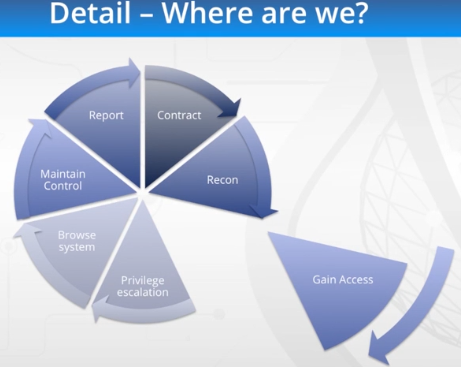 Detail – Where are we?
Report
Contract
Maintain
Control
Recon
Browse
system
Privilege
escalation
Gain Access